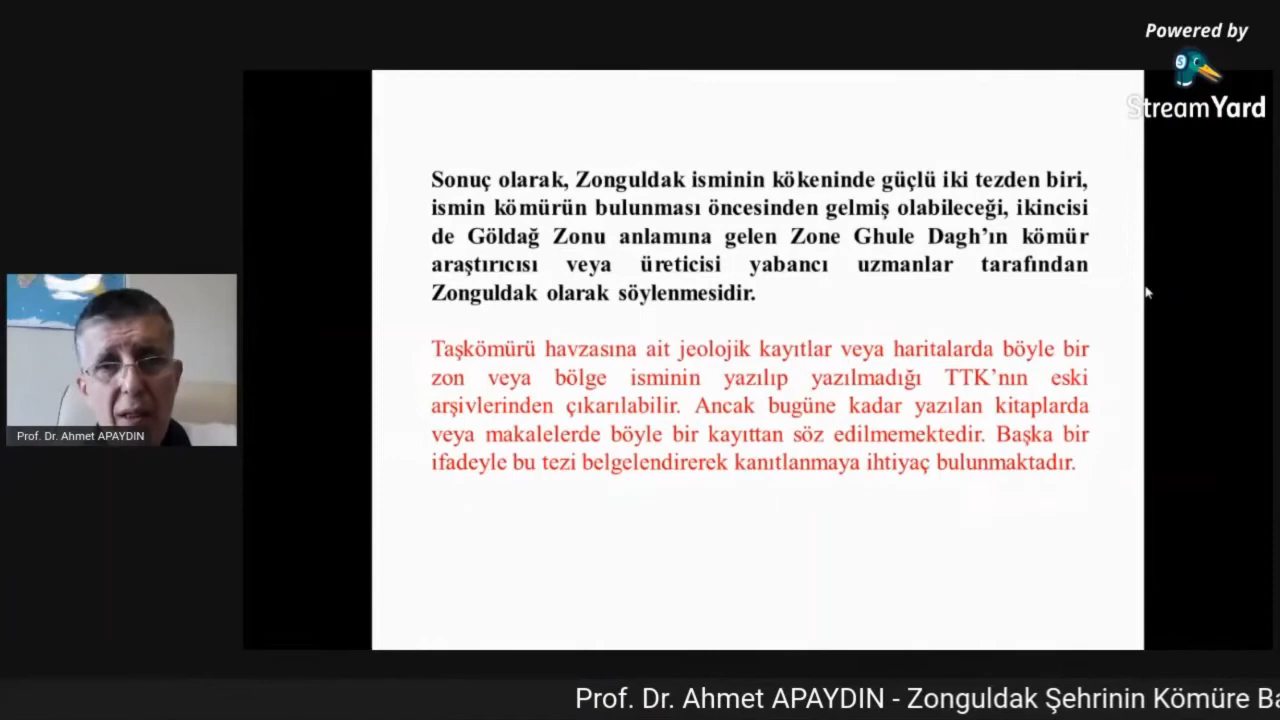 Powered by
StreamYard
Sonuç olarak, Zonguldak isminin kökeninde güçlü iki tezden biri,
ismin kömürün bulunması öncesinden gelmiş olabileceği, ikincisi
de Göldağ Zonu anlamına gelen Zone Ghule Dagh’ın kömür
araştırıcısı veya üreticisi yabancı uzmanlar tarafından
Zonguldak olarak söylenmesidir.
Taşkömürü havzasına ait jeolojik kayıtlar veya haritalarda böyle bir
zon veya bölge isminin yazılıp yazılmadığı TTK’nın eski
arşivlerinden çıkarılabilir. Ancak bugüne kadar yazılan kitaplarda
veya makalelerde böyle bir kayıttan söz edilmemektedir. Başka bir
ifadeyle bu tezi belgelendirerek kanıtlanmaya ihtiyaç bulunmaktadır.
Prof. Dr. Ahmet APAYDIN
Prof. Dr. Ahmet APAYDIN - Zonguldak Şehrinin Kömüre Ba